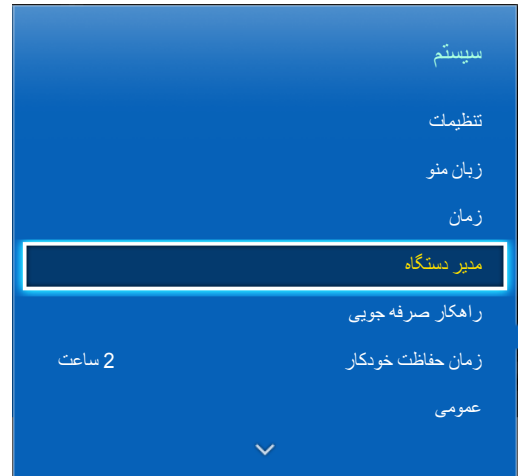 سیستم
تنظیمات
زبان منو
زمان
مدیر دستگاه
راهکار صرفه جویی
زمان حفاظت خودکار 2 ساعت
عمومی